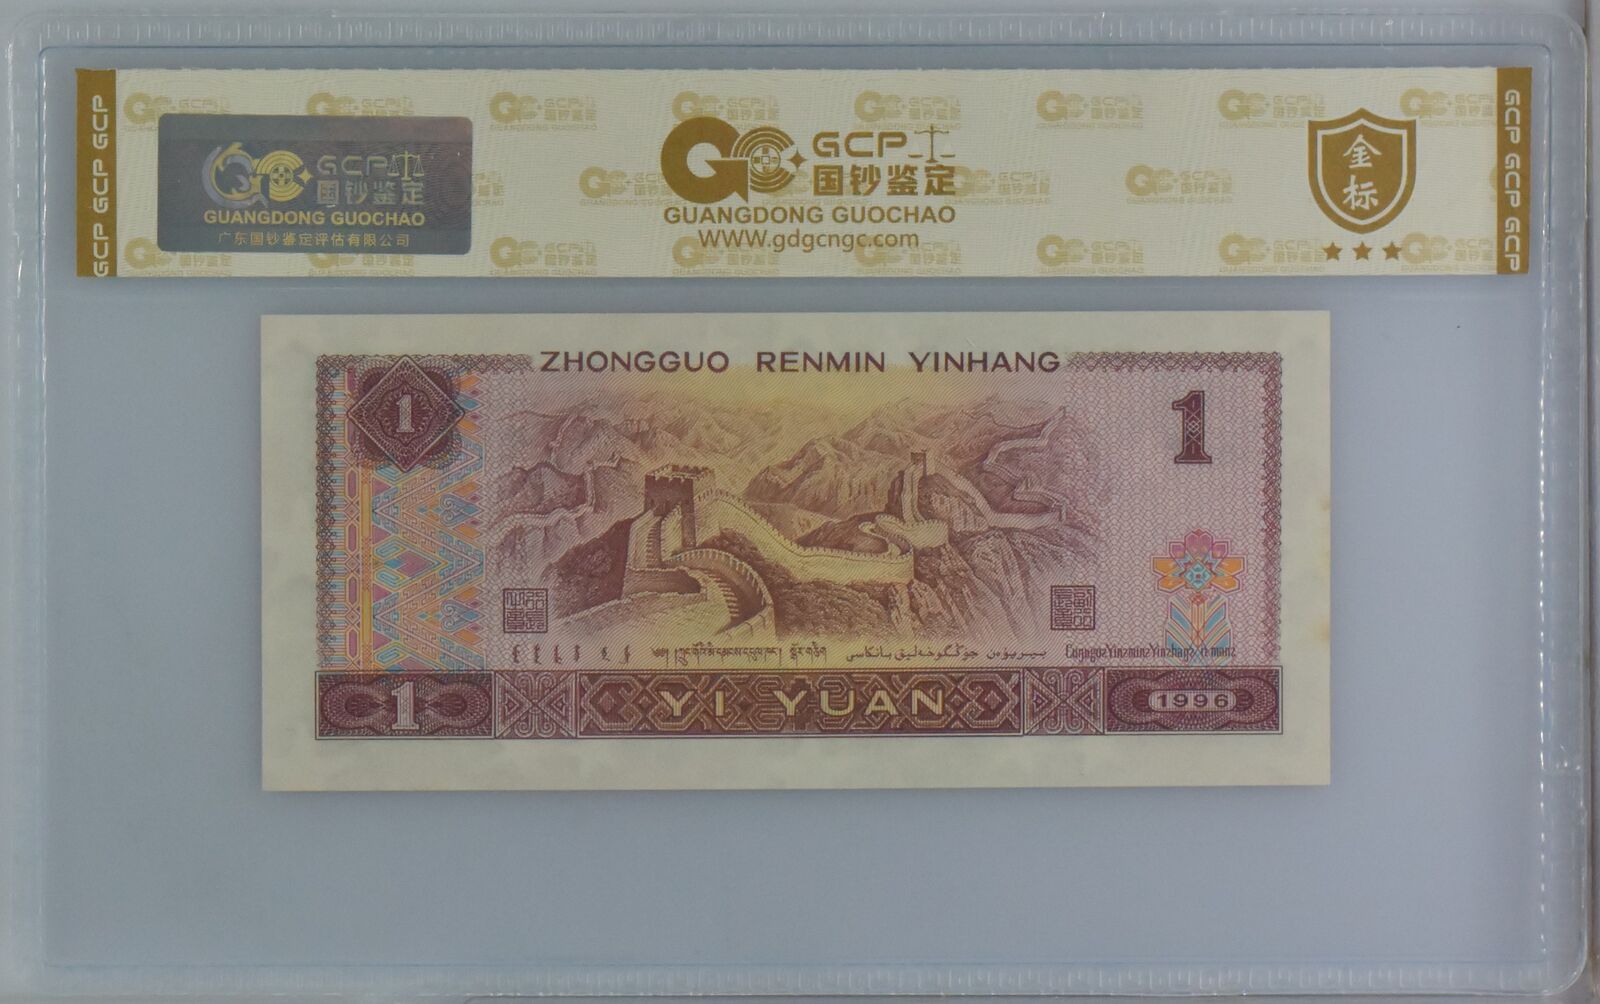 GCP GCP GCP
GCP
国钞鉴定
GUANGDONG GUOCHAO
广东国钞鉴定评估有限公司
GCP
国钞鉴定
GUANGDONG GUOCHAO
WWW.gdgcngc.com
金标
GCP GCP GCP
ZHONGGUO RENMIN YINHANG
1
1
1
YI YUAN
1996